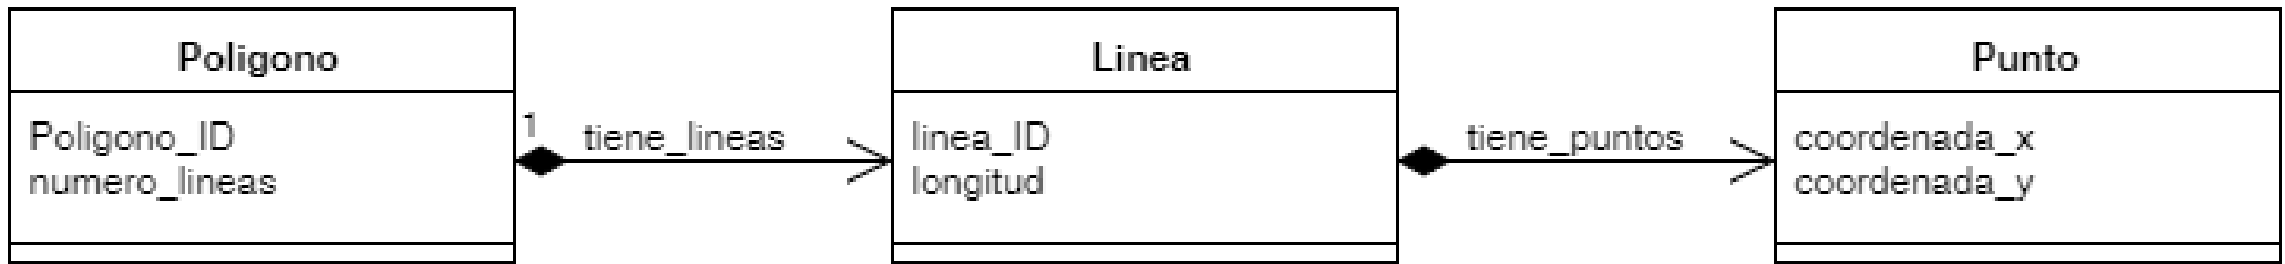 Poligono
Poligono_ID
numero_lineas
1
tiene_lineas
Linea
linea_ID
longitud
tiene_puntos
Punto
coordenada_x
coordenada_y